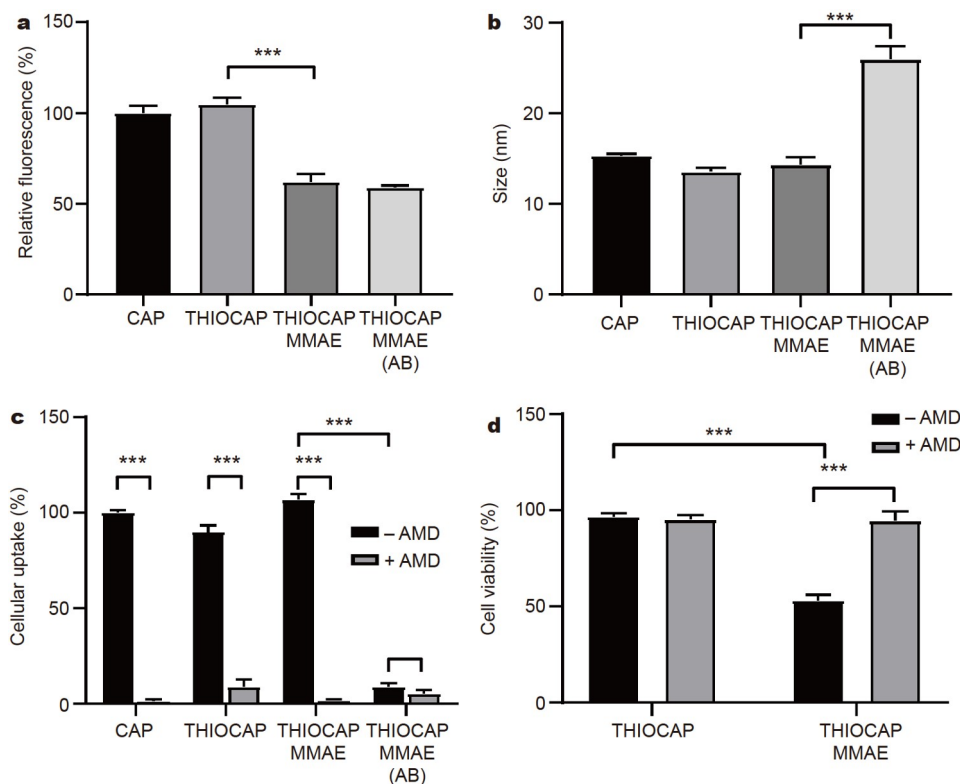 a
Relative fluorescence (%)
150
100
50
0
***
CAP
THIOCAP
THIOCAP
MMAE
THIOCAP
MMAE
(AB)
b
Size (nm)
30
20
10
0
***
CAP
THIOCAP
THIOCAP
MMAE
THIOCAP
MMAE
(AB)
c
Cellular uptake (%)
150
100
50
0
***
***
***
***
– AMD
+ AMD
CAP
THIOCAP
THIOCAP
MMAE
THIOCAP
MMAE
(AB)
d
Cell viability (%)
150
100
50
0
***
***
– AMD
+ AMD
THIOCAP
THIOCAP
MMAE